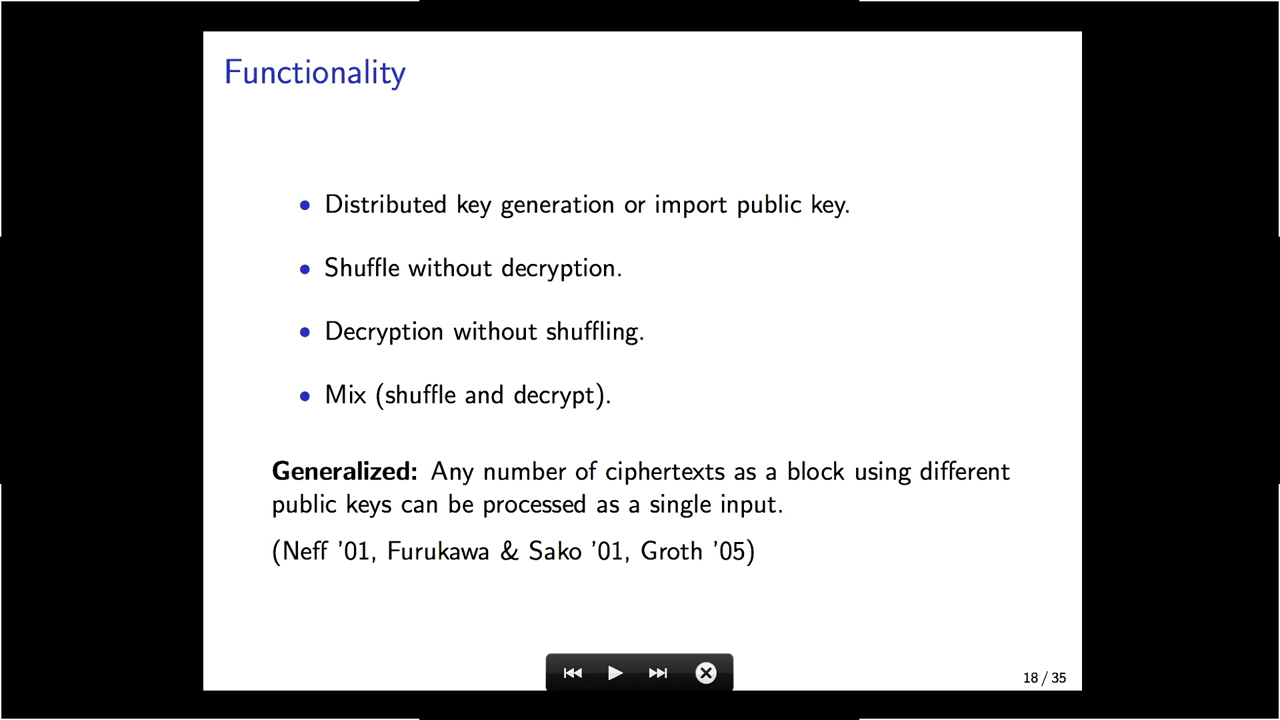 Functionality
• Distributed key generation or import public key.
• Shuffle without decryption.
• Decryption without shuffling.
• Mix (shuffle and decrypt).
Generalized: Any number of ciphertexts as a block using different
public keys can be processed as a single input.
(Neff ’01, Furukawa & Sako ’01, Groth ’05)
18 / 35